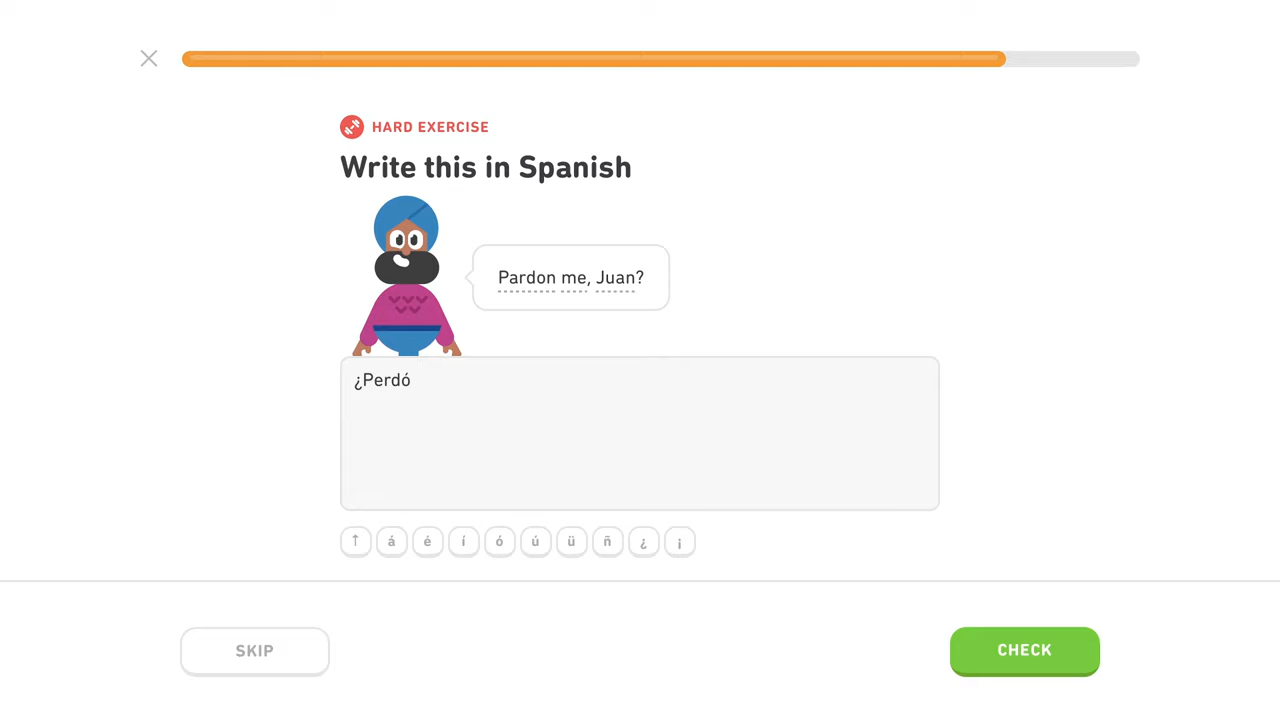 HARD EXERCISE
Write this in Spanish
Pardon me, Juan?
¿Perdó
↑ á é í ó ú ü ñ ¿ ¡
SKIP
CHECK